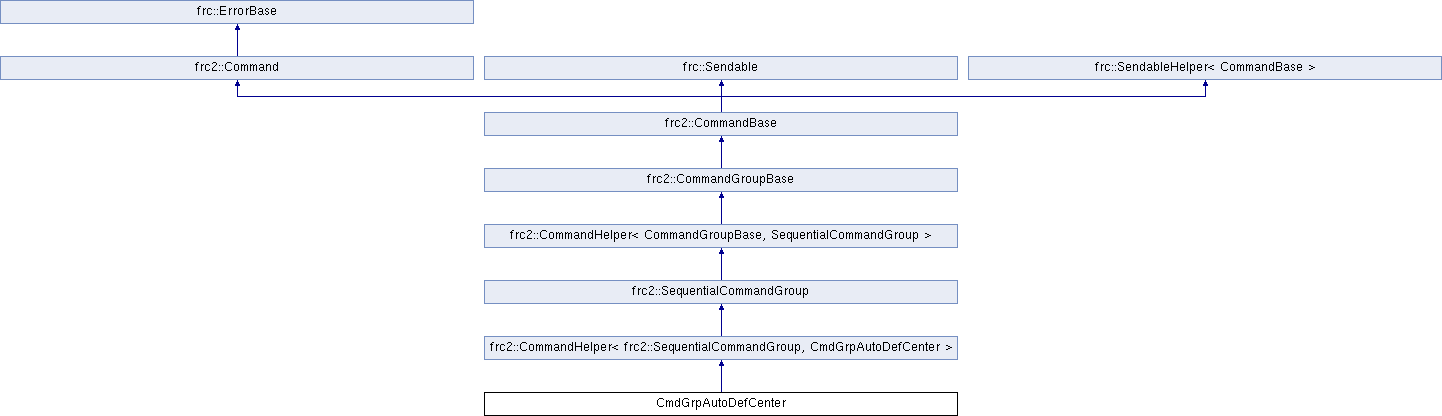 frc::ErrorBase
frc2::Command
frc::Sendable
frc::SendableHelper< CommandBase >
frc2::CommandBase
frc2::CommandGroupBase
frc2::CommandHelper< CommandGroupBase, SequentialCommandGroup >
frc2::SequentialCommandGroup
frc2::CommandHelper< frc2::SequentialCommandGroup, CmdGrpAutoDefCenter >
CmdGrpAutoDefCenter